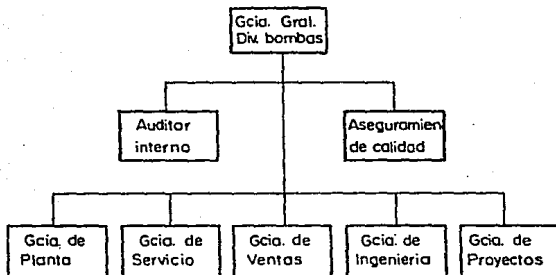 Gcia. Gral.
Div. bombas
Auditor
interno
Aseguramien
de calidad
Gcia. de
Planta
Gcia. de
Servicio
Gcia. de
Ventas
Gcia. de
Ingenieria
Gcia. de
Proyectos